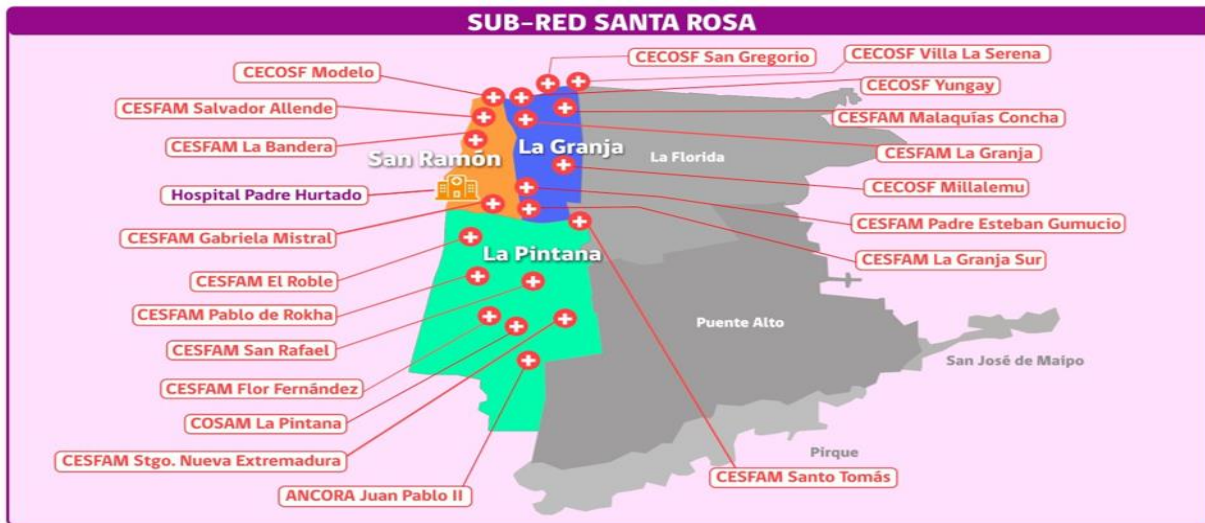 SUB-RED SANTA ROSA
CECOSF Modelo
CESFAM Salvador Allende
CESFAM La Bandera
Hospital Padre Hurtado
CESFAM Gabriela Mistral
CESFAM El Roble
CESFAM Pablo de Rokha
CESFAM San Rafael
CESFAM Flor Fernández
COSAM La Pintana
CESFAM Stgo. Nueva Extremadura
ANCORA Juan Pablo II
San Ramón
La Granja
La Pintana
La Florida
Puente Alto
San José de Maipo
Pirque
CECOSF San Gregorio
CECOSF Villa La Serena
CECOSF Yungay
CESFAM Malaquías Concha
CESFAM La Granja
CECOSF Millalemu
CESFAM Padre Esteban Gumucio
CESFAM La Granja Sur
CESFAM Santo Tomás